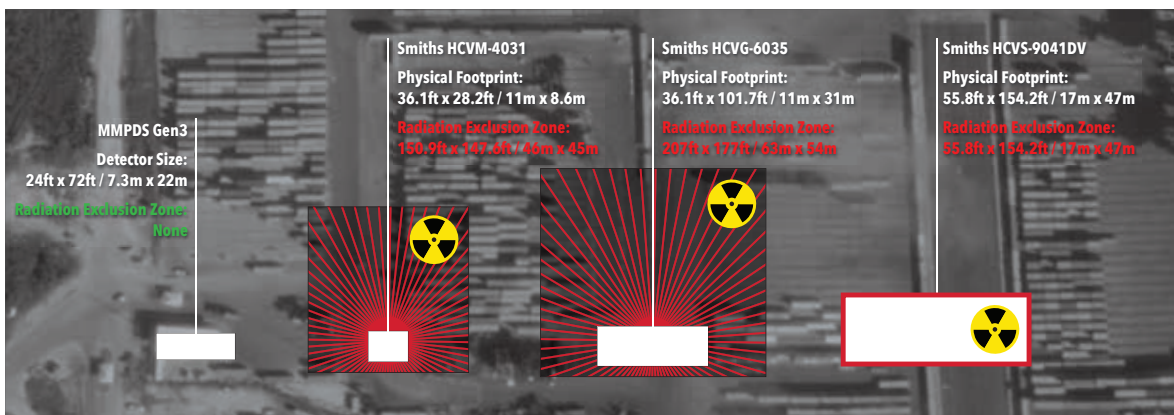 MMPDS Gen3
Detector Size:
24ft x 72ft / 7.3m x 22m
Radiation Exclusion Zone:
None
Smiths HCVM-4031
Physical Footprint:
36.1ft x 28.2ft / 11m x 8.6m
Radiation Exclusion Zone:
150.9ft x 147.6ft / 46m x 45m
Smiths HCVG-6035
Physical Footprint:
36.1ft x 101.7ft / 11m x 31m
Radiation Exclusion Zone:
207ft x 177ft / 63m x 54m
Smiths HCVS-9041DV
Physical Footprint:
55.8ft x 154.2ft / 17m x 47m
Radiation Exclusion Zone:
55.8ft x 154.2ft / 17m x 47m